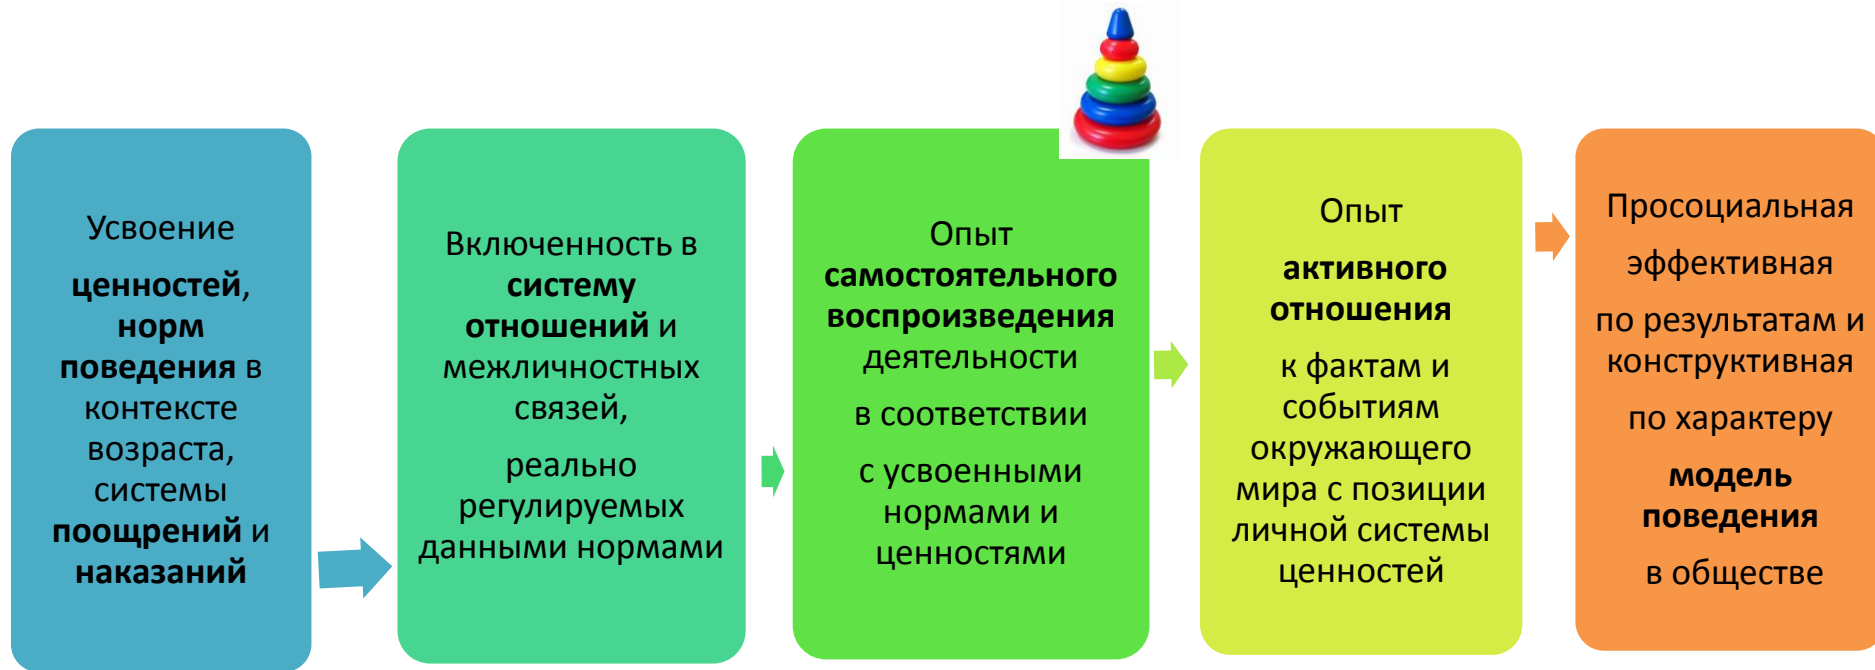 Усвоение
ценностей,
норм
поведения в
контексте
возраста,
системы
поощрений и
наказаний
Включенность в
систему
отношений и
межличностных
связей,
реально
регулируемых
данными нормами
Опыт
самостоятельного
воспроизведения
деятельности
в соответствии
с усвоенными
нормами и
ценностями
Опыт
активного
отношения
к фактам и
событиям
окружающего
мира с позиции
личной системы
ценностей
Просоциальная
эффективная
по результатам и
конструктивная
по характеру
модель
поведения
в обществе